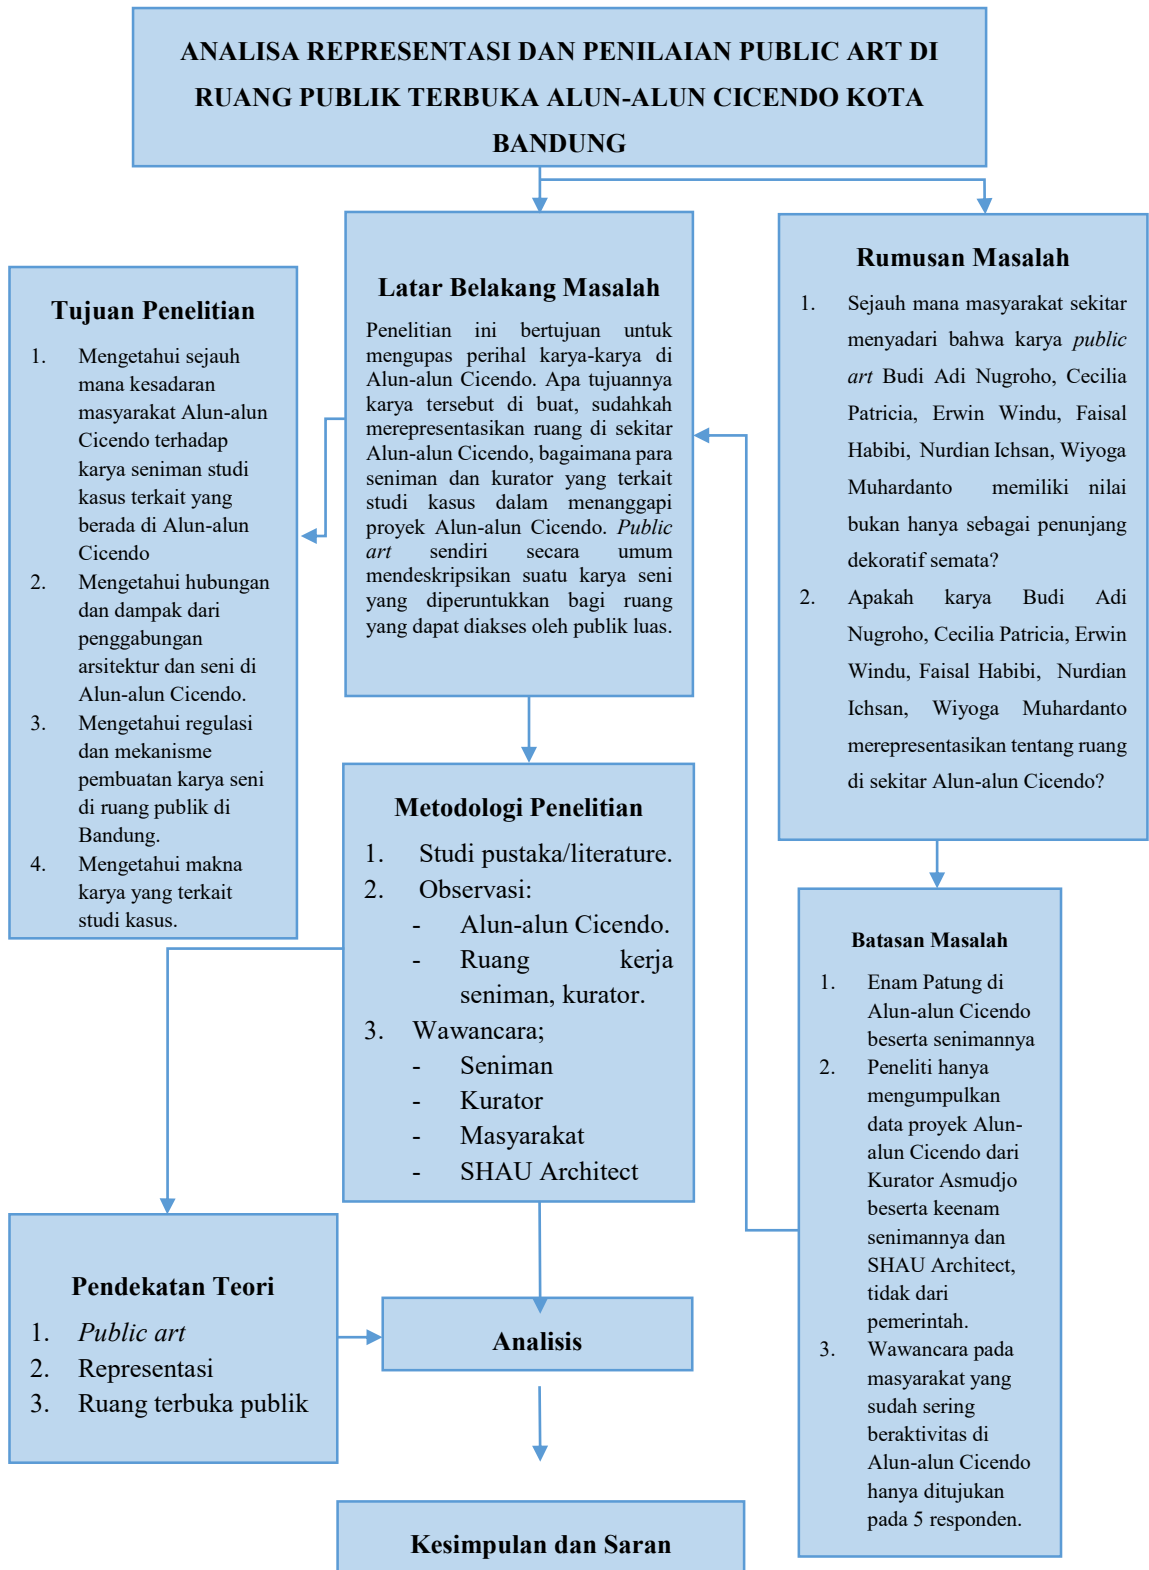 ANALISA REPRESENTASI DAN PENILAIAN PUBLIC ART DI
RUANG PUBLIK TERBUKA ALUN-ALUN CICENDO KOTA
BANDUNG
Latar Belakang Masalah
Penelitian ini bertujuan untuk
mengupas perihal karya-karya di
Alun-alun Cicendo. Apa tujuannya
karya tersebut di buat, sudahkah
merepresentasikan ruang di sekitar
Alun-alun Cicendo, bagaimana para
seniman dan kurator yang terkait
studi kasus dalam menanggapi
proyek Alun-alun Cicendo. Public
art sendiri secara umum
mendeskripsikan suatu karya seni
yang diperuntukkan bagi ruang
yang dapat diakses oleh publik luas.
Rumusan Masalah
1. Sejauh mana masyarakat sekitar
menyadari bahwa karya public
art Budi Adi Nugroho, Cecilia
Patricia, Erwin Windu, Faisal
Habibi, Nurdian Ichsan, Wiyoga
Muhardanto memiliki nilai
bukan hanya sebagai penunjang
dekoratif semata?
2. Apakah karya Budi Adi
Nugroho, Cecilia Patricia, Erwin
Windu, Faisal Habibi, Nurdian
Ichsan, Wiyoga Muhardanto
merepresentasikan tentang ruang
di sekitar Alun-alun Cicendo?
Tujuan Penelitian
1. Mengetahui sejauh
mana kesadaran
masyarakat Alun-alun
Cicendo terhadap
karya seniman studi
kasus terkait yang
berada di Alun-alun
Cicendo
2. Mengetahui hubungan
dan dampak dari
penggabungan
arsitektur dan seni di
Alun-alun Cicendo.
3. Mengetahui regulasi
dan mekanisme
pembuatan karya seni
di ruang publik di
Bandung.
4. Mengetahui makna
karya yang terkait
studi kasus.
Metodologi Penelitian
1. Studi pustaka/literature.
2. Observasi:
- Alun-alun Cicendo.
- Ruang kerja
seniman, kurator.
3. Wawancara;
- Seniman
- Kurator
- Masyarakat
- SHAU Architect
Batasan Masalah
1. Enam Patung di
Alun-alun Cicendo
beserta senimannya
2. Peneliti hanya
mengumpulkan
data proyek Alun-
alun Cicendo dari
Kurator Asmudjo
beserta keenam
senimannya dan
SHAU Architect,
tidak dari
pemerintah.
3. Wawancara pada
masyarakat yang
sudah sering
beraktivitas di
Alun-alun Cicendo
hanya ditujukan
pada 5 responden.
Pendekatan Teori
1. Public art
2. Representasi
3. Ruang terbuka publik
Analisis
Kesimpulan dan Saran